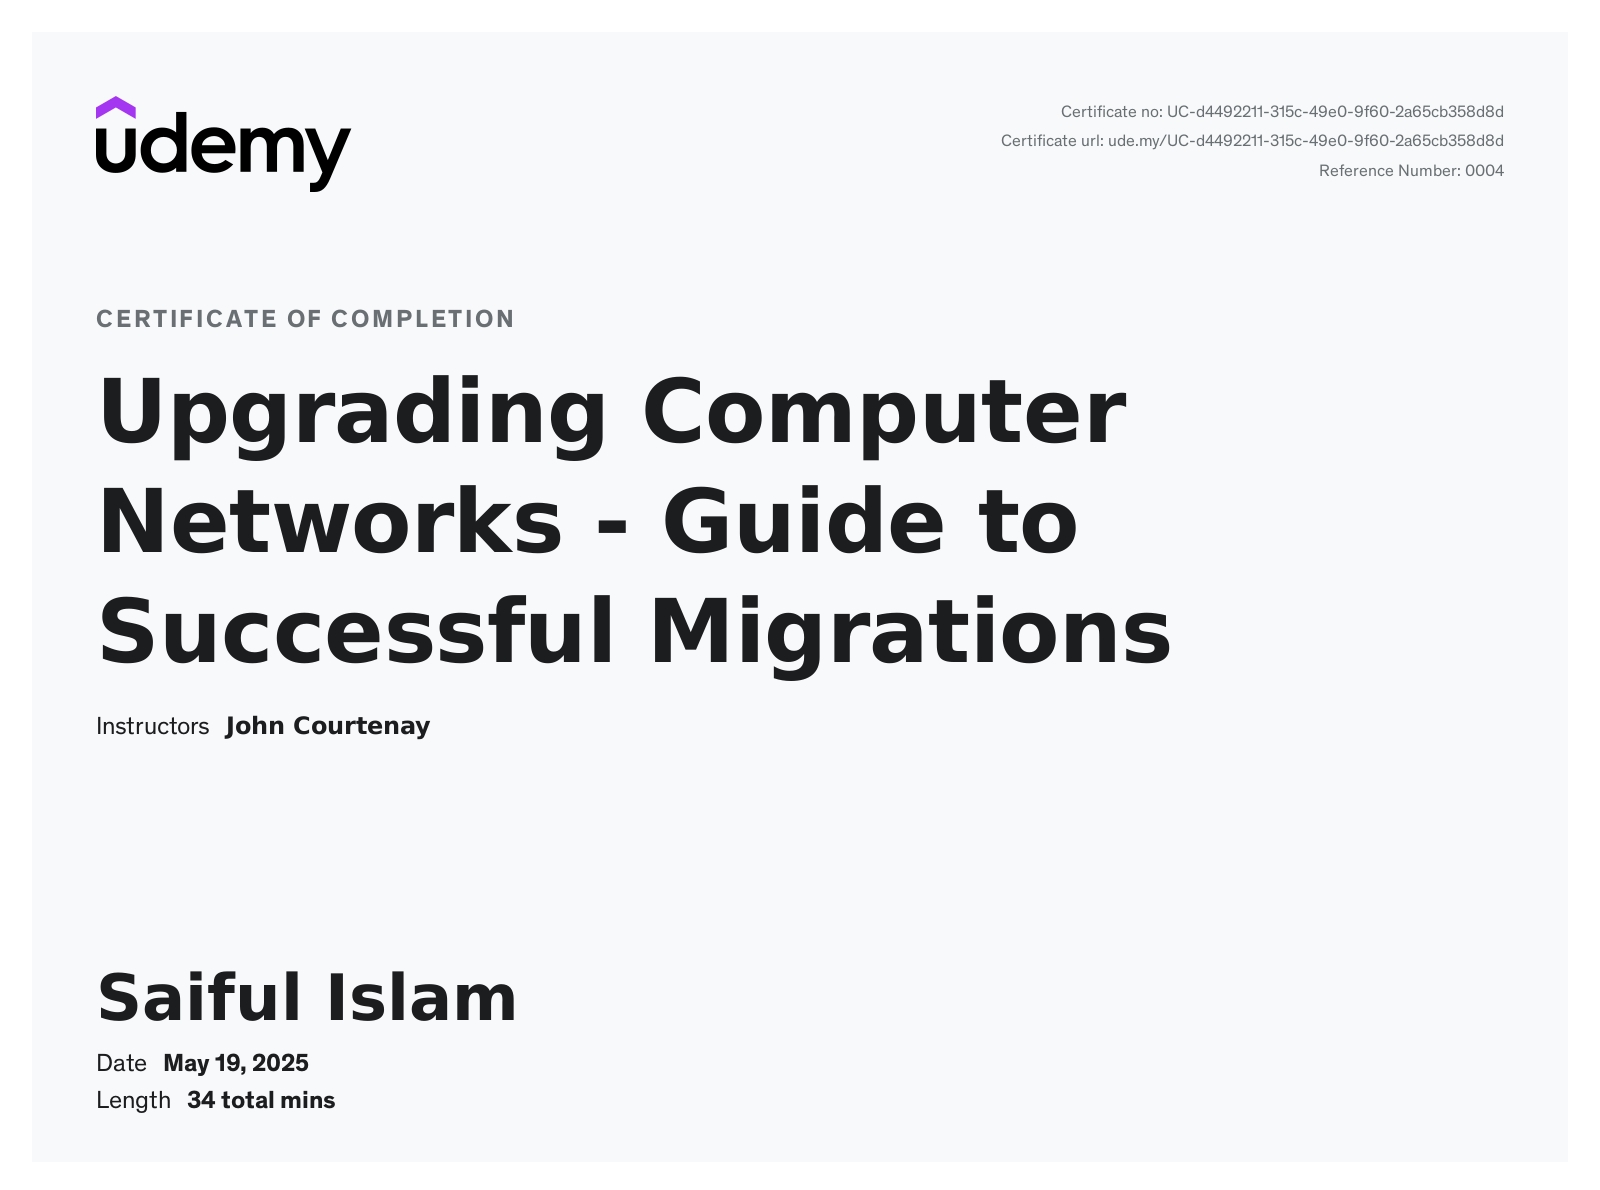 udemy
Certificate no: UC-d4492211-315c-49e0-9f60-2a65cb358d8d
Certificate url: ude.my/UC-d4492211-315c-49e0-9f60-2a65cb358d8d
Reference Number: 0004
CERTIFICATE OF COMPLETION
Upgrading Computer
Networks - Guide to
Successful Migrations
Instructors John Courtenay
Saiful Islam
Date May 19, 2025
Length 34 total mins